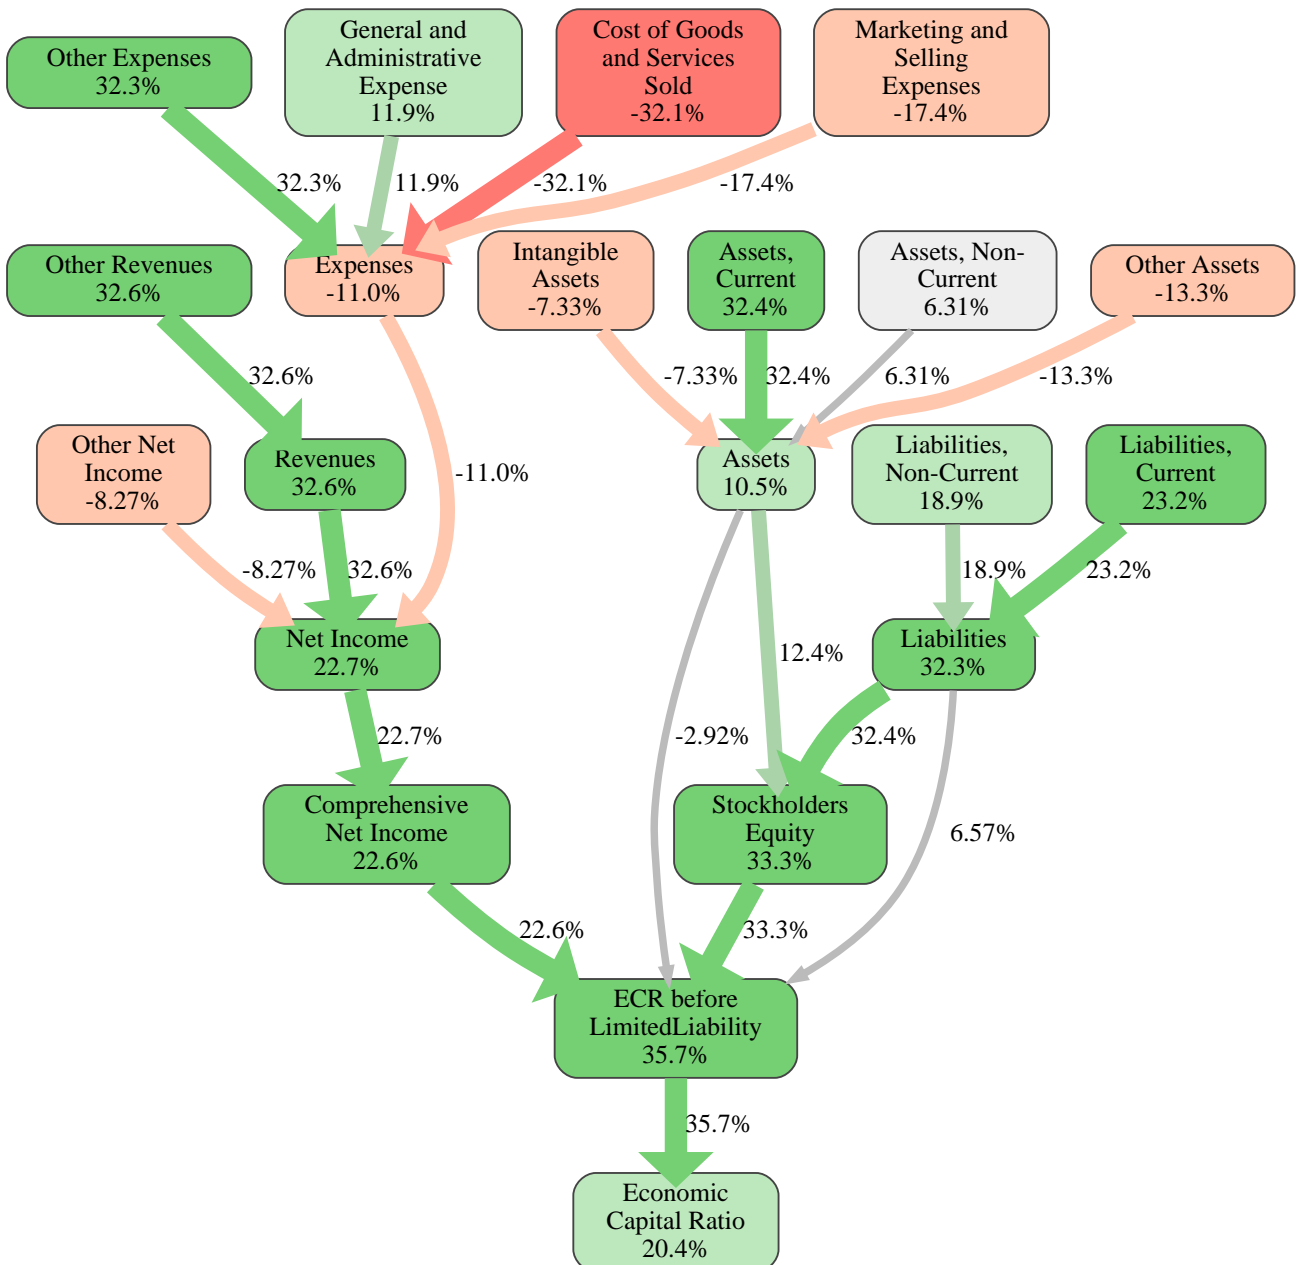 Other Expenses
32.3%
General and
Administrative
Expense
11.9%
Cost of Goods
and Services
Sold
-32.1%
Marketing and
Selling
Expenses
-17.4%
32.3%
11.9%
-32.1%
-17.4%
Other Revenues
32.6%
Expenses
-11.0%
Intangible
Assets
-7.33%
Assets,
Current
32.4%
Assets, Non-
Current
6.31%
Other Assets
-13.3%
32.6%
-7.33%
32.4%
6.31%
-13.3%
Other Net
Income
-8.27%
Revenues
32.6%
-11.0%
Assets
10.5%
Liabilities,
Non-Current
18.9%
Liabilities,
Current
23.2%
-8.27%
32.6%
18.9%
23.2%
Net Income
22.7%
12.4%
Liabilities
32.3%
22.7%
-2.92%
32.4%
Comprehensive
Net Income
22.6%
Stockholders
Equity
33.3%
6.57%
22.6%
33.3%
ECR before
LimitedLiability
35.7%
35.7%
Economic
Capital Ratio
20.4%